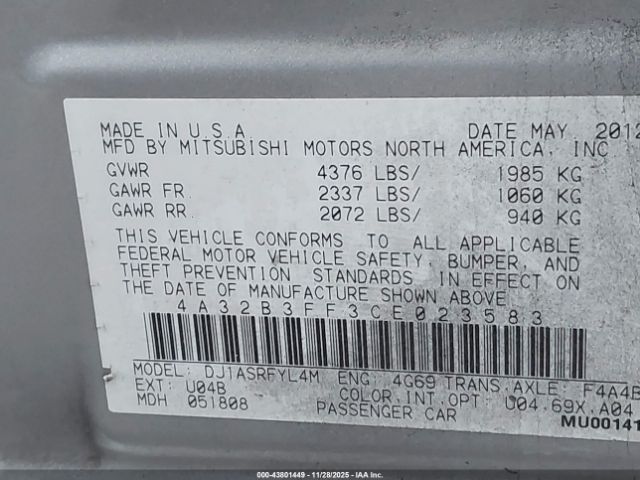 MADE IN U.S.A. DATE MAY, 2012
MFD BY MITSUBISHI MOTORS NORTH AMERICA, INC
GVWR 4376 LBS/ 1985 KG
GAWR FR. 2337 LBS/ 1060 KG
GAWR RR. 2072 LBS/ 940 KG
THIS VEHICLE CONFORMS TO ALL APPLICABLE
FEDERAL MOTOR VEHICLE SAFETY, BUMPER, AND
THEFT PREVENTION STANDARDS IN EFFECT ON
THE DATE OF MANUFACTURE SHOWN ABOVE
4A32B3FF3CE023583
MODEL: DJ1ASRFYL4M ENG: 4G69 TRANS.AXLE: F4A4B
EXT: U04B COLOR.INT.OPT: U04.69X.A04
MDH 051808 PASSENGER CAR MU00141
000-43801449 - 11/28/2025 - IAAI.COM